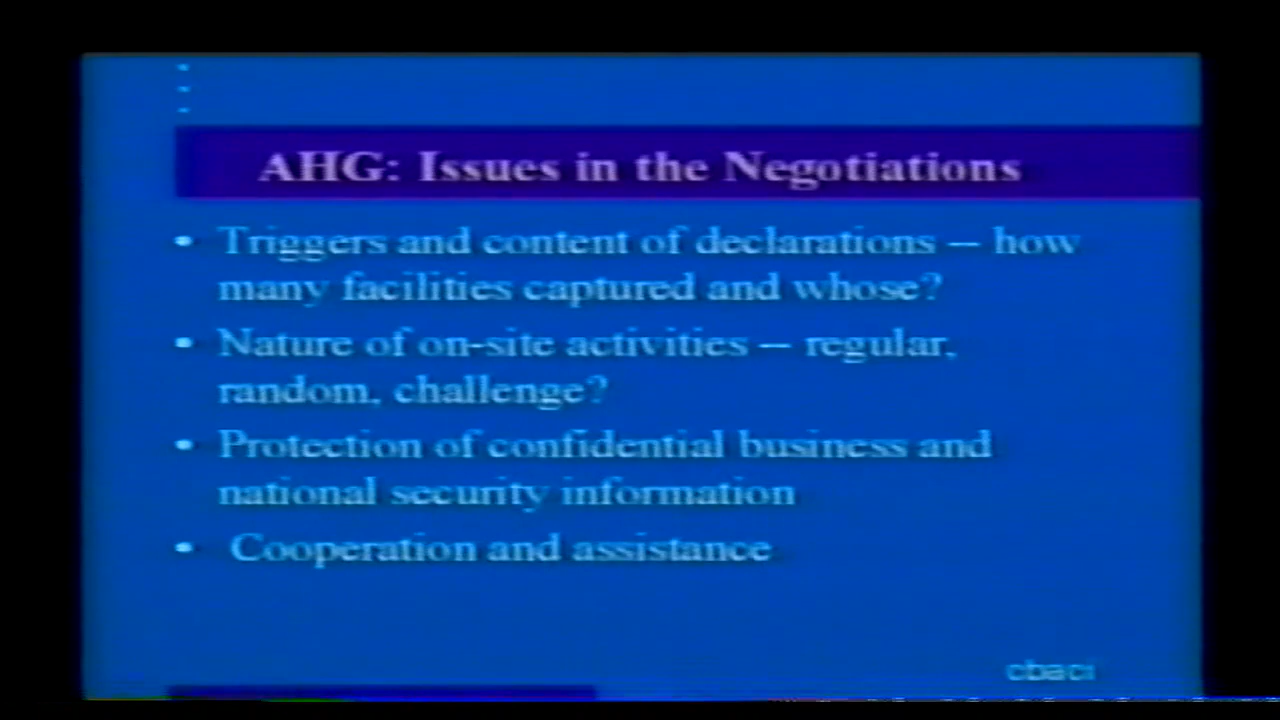 AHG: Issues in the Negotiations
• Triggers and content of declarations – how
many facilities captured and whose?
• Nature of on-site activities – regular,
random, challenge?
• Protection of confidential business and
national security information
• Cooperation and assistance
cbaci